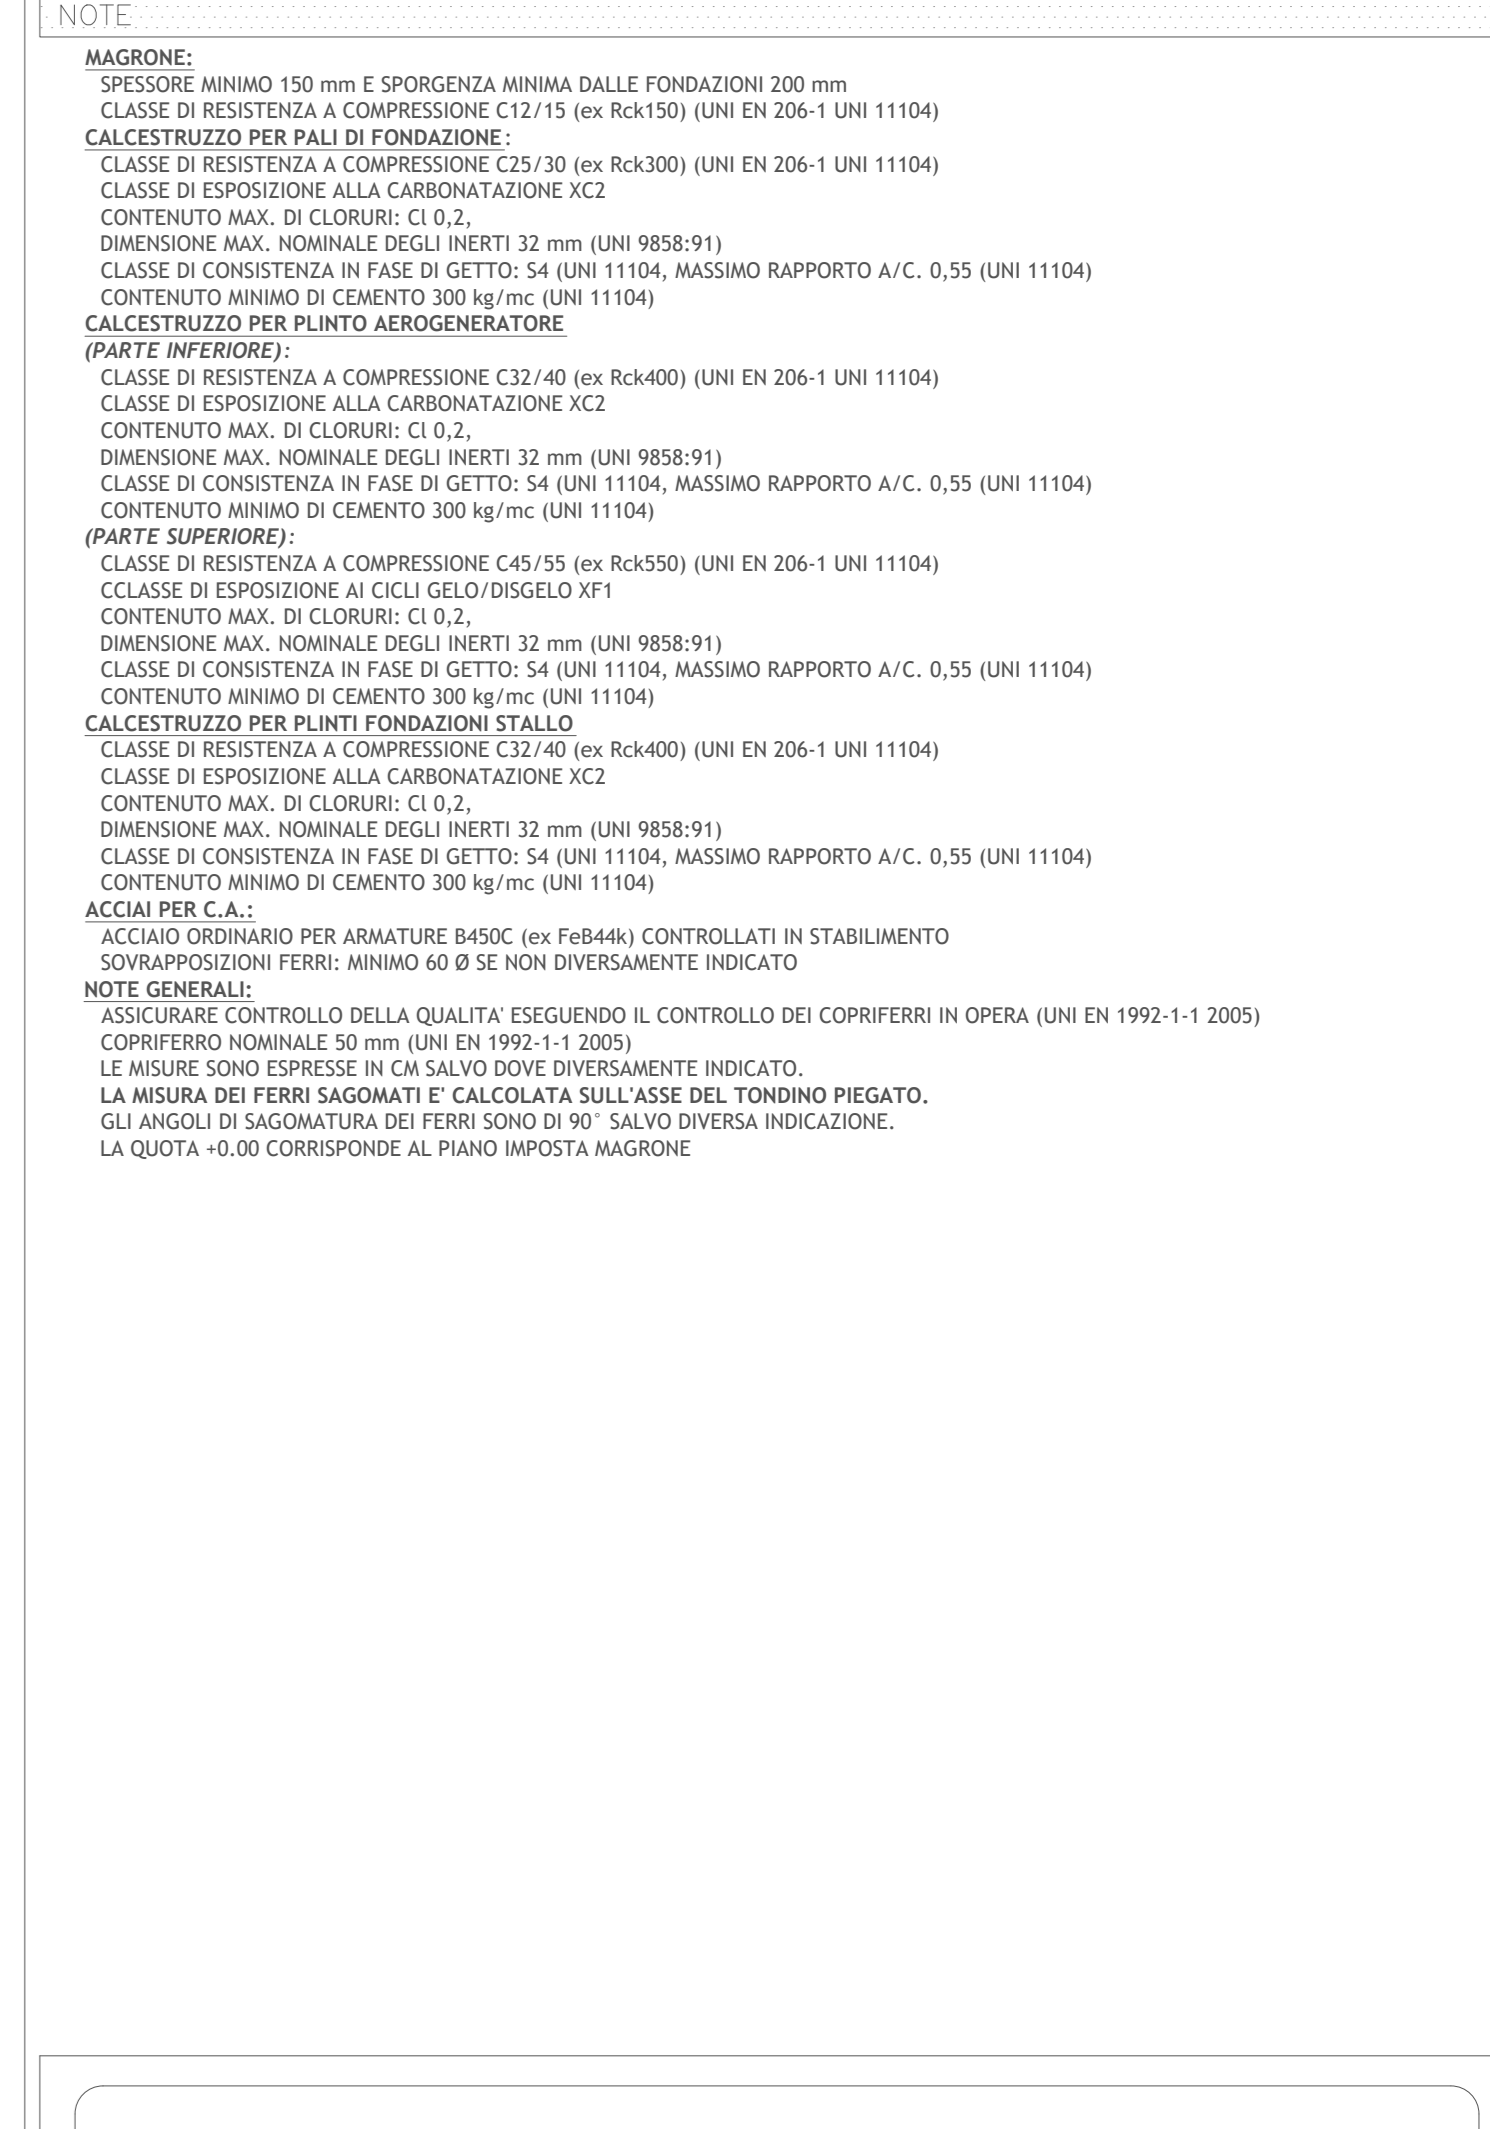 NOTE
MAGRONE:
SPESSORE MINIMO 150 mm E SPORGENZA MINIMA DALLE FONDAZIONI 200 mm
CLASSE DI RESISTENZA A COMPRESSIONE C12/15 (ex Rck150) (UNI EN 206-1 UNI 11104)
CALCESTRUZZO PER PALI DI FONDAZIONE:
CLASSE DI RESISTENZA A COMPRESSIONE C25/30 (ex Rck300) (UNI EN 206-1 UNI 11104)
CLASSE DI ESPOSIZIONE ALLA CARBONATAZIONE XC2
CONTENUTO MAX. DI CLORURI: Cl 0,2,
DIMENSIONE MAX. NOMINALE DEGLI INERTI 32 mm (UNI 9858:91)
CLASSE DI CONSISTENZA IN FASE DI GETTO: S4 (UNI 11104, MASSIMO RAPPORTO A/C. 0,55 (UNI 11104)
CONTENUTO MINIMO DI CEMENTO 300 kg/mc (UNI 11104)
CALCESTRUZZO PER PLINTO AEROGENERATORE
(PARTE INFERIORE):
CLASSE DI RESISTENZA A COMPRESSIONE C32/40 (ex Rck400) (UNI EN 206-1 UNI 11104)
CLASSE DI ESPOSIZIONE ALLA CARBONATAZIONE XC2
CONTENUTO MAX. DI CLORURI: Cl 0,2,
DIMENSIONE MAX. NOMINALE DEGLI INERTI 32 mm (UNI 9858:91)
CLASSE DI CONSISTENZA IN FASE DI GETTO: S4 (UNI 11104, MASSIMO RAPPORTO A/C. 0,55 (UNI 11104)
CONTENUTO MINIMO DI CEMENTO 300 kg/mc (UNI 11104)
(PARTE SUPERIORE):
CLASSE DI RESISTENZA A COMPRESSIONE C45/55 (ex Rck550) (UNI EN 206-1 UNI 11104)
CCLASSE DI ESPOSIZIONE AI CICLI GELO/DISGELO XF1
CONTENUTO MAX. DI CLORURI: Cl 0,2,
DIMENSIONE MAX. NOMINALE DEGLI INERTI 32 mm (UNI 9858:91)
CLASSE DI CONSISTENZA IN FASE DI GETTO: S4 (UNI 11104, MASSIMO RAPPORTO A/C. 0,55 (UNI 11104)
CONTENUTO MINIMO DI CEMENTO 300 kg/mc (UNI 11104)
CALCESTRUZZO PER PLINTI FONDAZIONI STALLO
CLASSE DI RESISTENZA A COMPRESSIONE C32/40 (ex Rck400) (UNI EN 206-1 UNI 11104)
CLASSE DI ESPOSIZIONE ALLA CARBONATAZIONE XC2
CONTENUTO MAX. DI CLORURI: Cl 0,2,
DIMENSIONE MAX. NOMINALE DEGLI INERTI 32 mm (UNI 9858:91)
CLASSE DI CONSISTENZA IN FASE DI GETTO: S4 (UNI 11104, MASSIMO RAPPORTO A/C. 0,55 (UNI 11104)
CONTENUTO MINIMO DI CEMENTO 300 kg/mc (UNI 11104)
ACCIAI PER C.A.:
ACCIAIO ORDINARIO PER ARMATURE B450C (ex FeB44k) CONTROLLATI IN STABILIMENTO
SOVRAPPOSIZIONI FERRI: MINIMO 60 Ø SE NON DIVERSAMENTE INDICATO
NOTE GENERALI:
ASSICURARE CONTROLLO DELLA QUALITA' ESEGUENDO IL CONTROLLO DEI COPRIFERRI IN OPERA (UNI EN 1992-1-1 2005)
COPRIFERRO NOMINALE 50 mm (UNI EN 1992-1-1 2005)
LE MISURE SONO ESPRESSE IN CM SALVO DOVE DIVERSAMENTE INDICATO.
LA MISURA DEI FERRI SAGOMATI E' CALCOLATA SULL'ASSE DEL TONDINO PIEGATO.
GLI ANGOLI DI SAGOMATURA DEI FERRI SONO DI 90° SALVO DIVERSA INDICAZIONE.
LA QUOTA +0.00 CORRISPONDE AL PIANO IMPOSTA MAGRONE